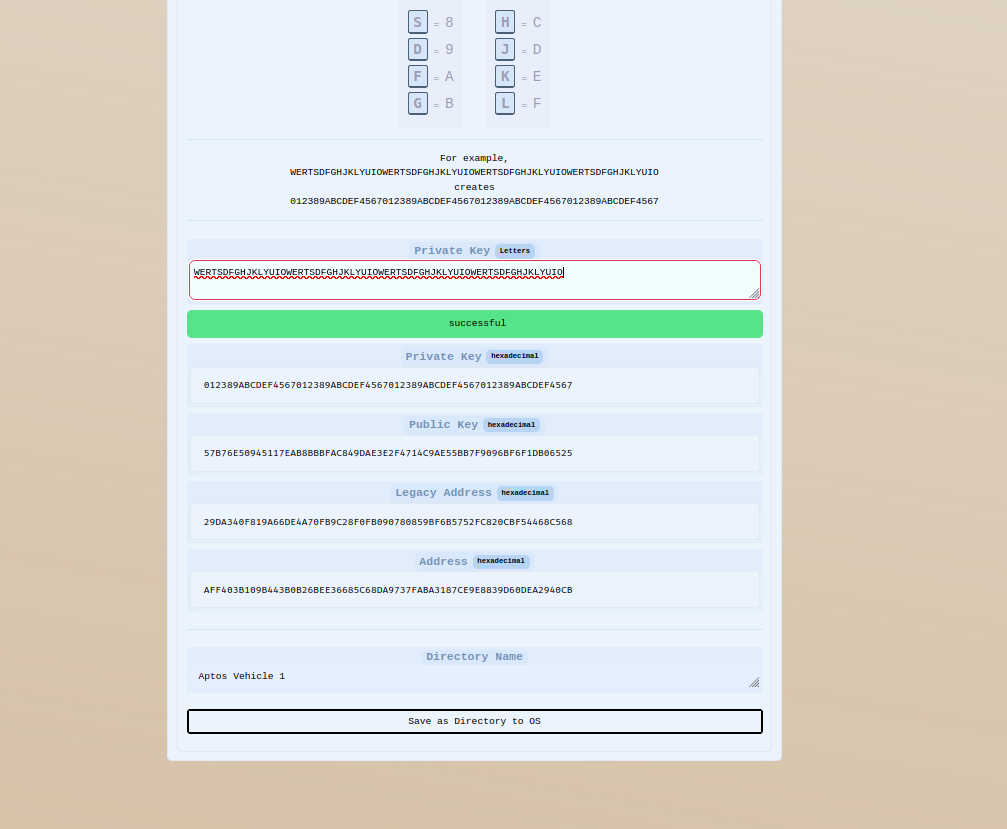 S = 8 H = C
D = 9 J = D
F = A K = E
G = B L = F
For example,
WERTSDFGHJKLYUIOWERTSDFGHJKLYUIOWERTSDFGHJKLYUIOWERTSDFGHJKLYUIO
creates
012389ABCDEF4567012389ABCDEF4567012389ABCDEF4567012389ABCDEF4567
Private Key Letters
WERTSDFGHJKLYUIOWERTSDFGHJKLYUIOWERTSDFGHJKLYUIOWERTSDFGHJKLYUIO
successful
Private Key hexadecimal
012389ABCDEF4567012389ABCDEF4567012389ABCDEF4567012389ABCDEF4567
Public Key hexadecimal
57B76E50945117EAB8BBBFAC849DAE3E2F4714C9AE55BB7F9096BF6F1DB06525
Legacy Address hexadecimal
29DA340F819A66DE4A70FB9C28F0FB090780859BF6B5752FC820CBF54468C568
Address hexadecimal
AFF403B109B443B0B26BEE36685C68DA9737FABA3187CE9E8839D60DEA2940CB
Directory Name
Aptos Vehicle 1
Save as Directory to OS